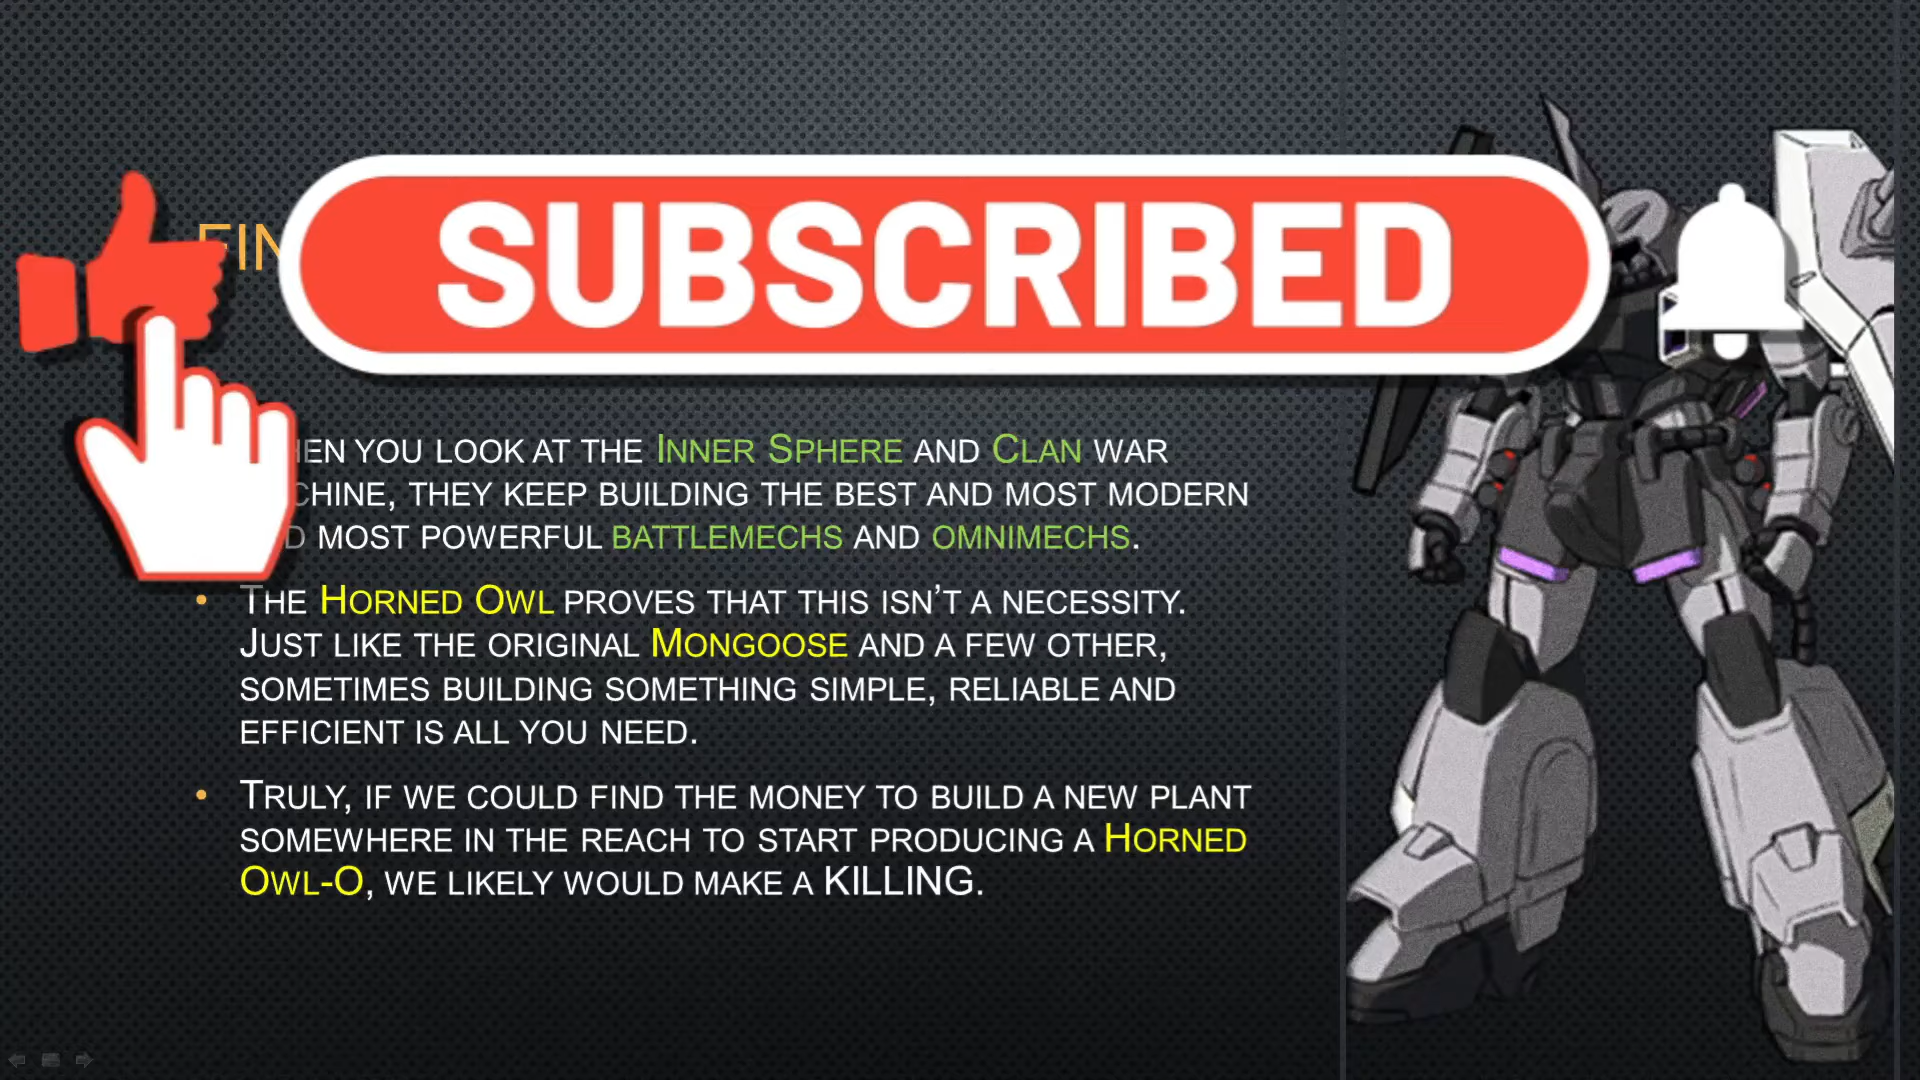 SUBSCRIBED
FIN
HEN YOU LOOK AT THE INNER SPHERE AND CLAN WAR
CHINE, THEY KEEP BUILDING THE BEST AND MOST MODERN
D MOST POWERFUL BATTLEMECHS AND OMNIMECHS.
• THE HORNED OWL PROVES THAT THIS ISN'T A NECESSITY.
JUST LIKE THE ORIGINAL MONGOOSE AND A FEW OTHER,
SOMETIMES BUILDING SOMETHING SIMPLE, RELIABLE AND
EFFICIENT IS ALL YOU NEED.
• TRULY, IF WE COULD FIND THE MONEY TO BUILD A NEW PLANT
SOMEWHERE IN THE REACH TO START PRODUCING A HORNED
OWL-O, WE LIKELY WOULD MAKE A KILLING.